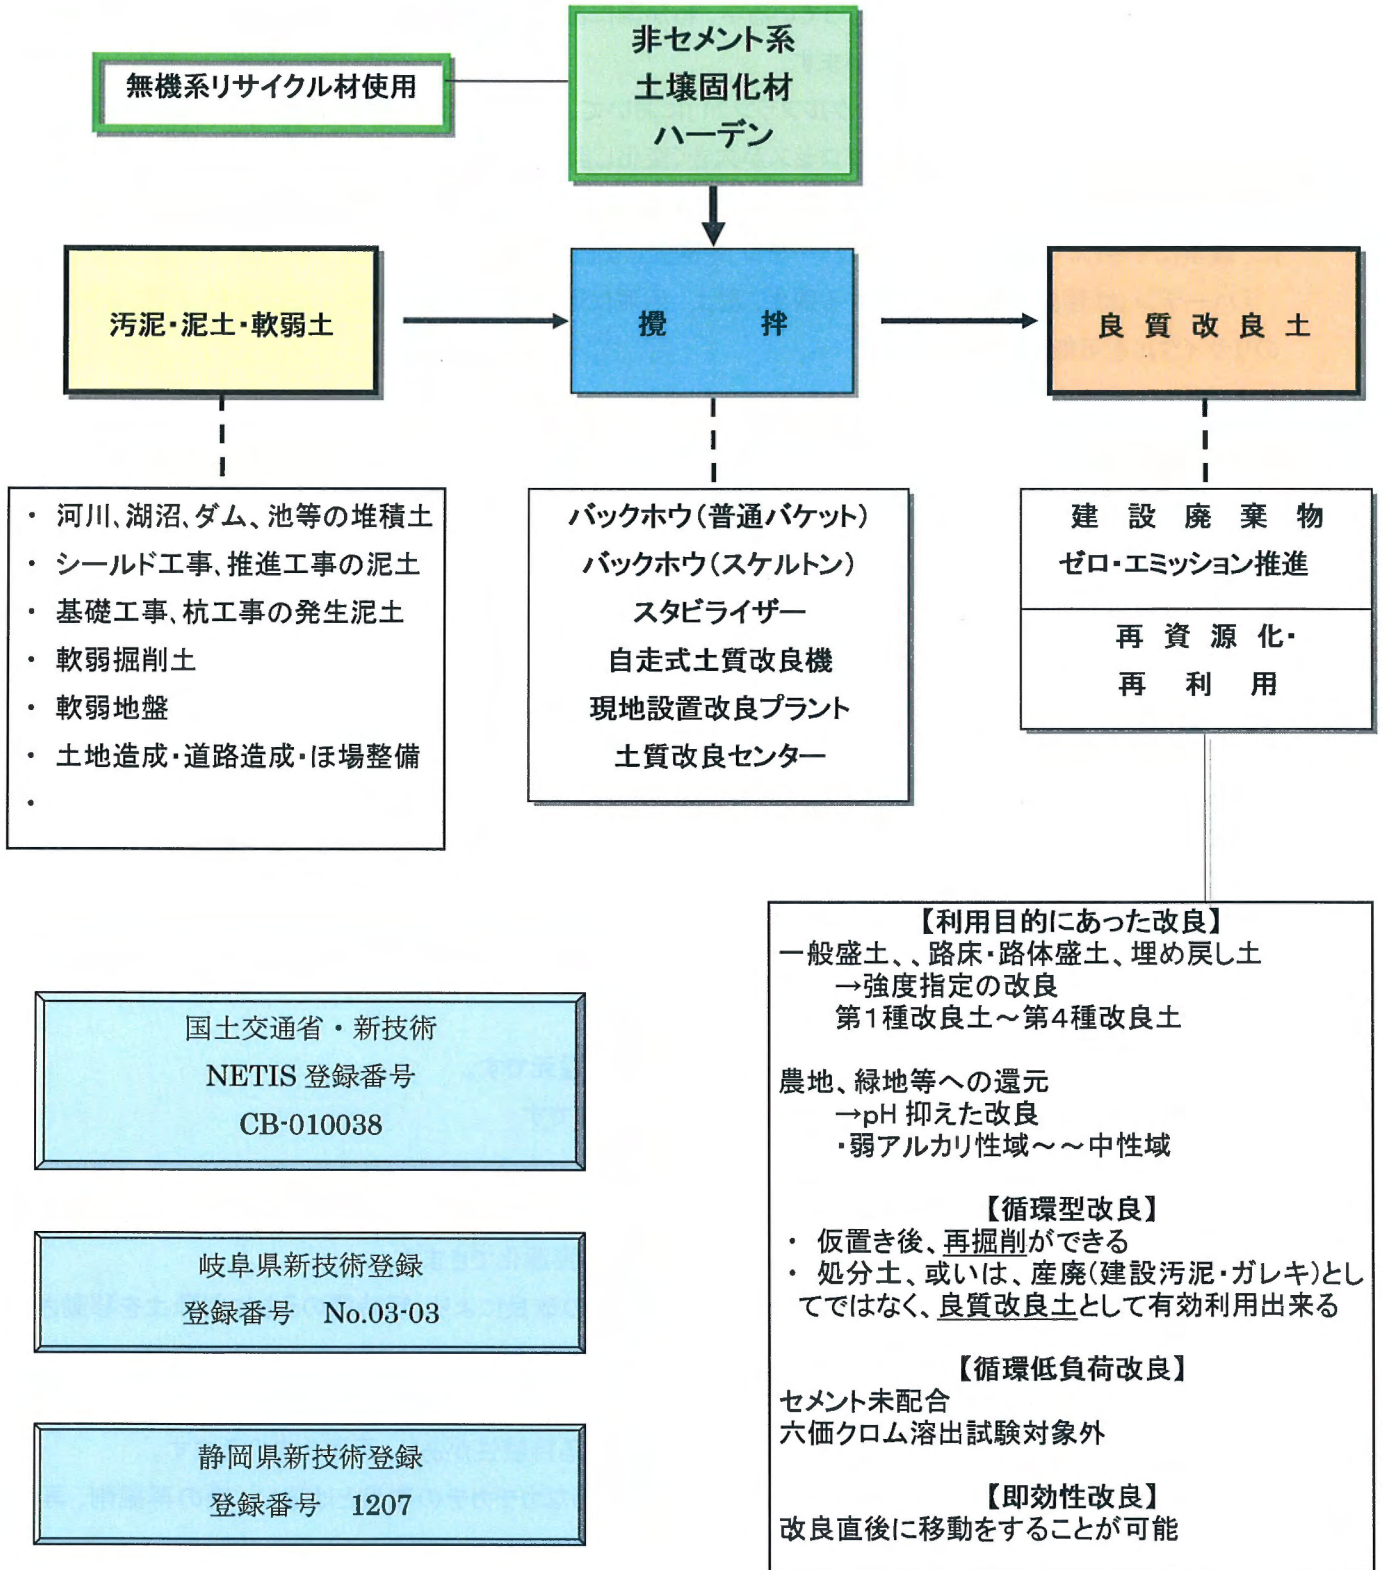 非セメント系
土壌固化材
ハーデン
無機系リサイクル材使用
汚泥・泥土・軟弱土
攪　拌
良質改良土
・ 河川、湖沼、ダム、池等の堆積土
・ シールド工事、推進工事の泥土
・ 基礎工事、杭工事の発生泥土
・ 軟弱掘削土
・ 軟弱地盤
・ 土地造成・道路造成・ほ場整備
・
バックホウ(普通バケット)
バックホウ(スケルトン)
スタビライザー
自走式土質改良機
現地設置改良プラント
土質改良センター
建設廃棄物
ゼロ・エミッション推進
再資源化・
再利用
【利用目的にあった改良】
一般盛土、、路床・路体盛土、埋め戻し土
→強度指定の改良
第1種改良土～第4種改良土
農地、緑地等への還元
→pH 抑えた改良
・弱アルカリ性域～～中性域
【循環型改良】
・ 仮置き後、再掘削ができる
・ 処分土、或いは、産廃(建設汚泥・ガレキ)とし
てではなく、良質改良土として有効利用出来る
【循環低負荷改良】
セメント未配合
六価クロム溶出試験対象外
【即効性改良】
改良直後に移動をすることが可能
国土交通省・新技術
NETIS 登録番号
CB-010038
岐阜県新技術登録
登録番号　No.03-03
静岡県新技術登録
登録番号　1207